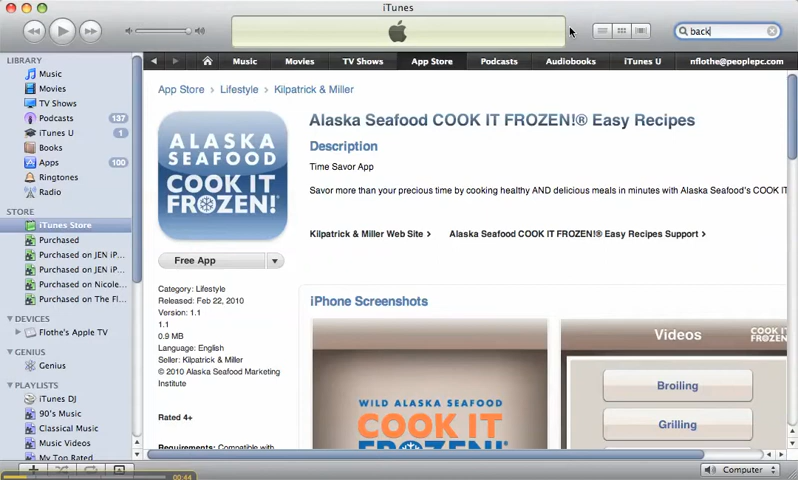 iTunes
back
LIBRARY
Music
Movies
TV Shows
Podcasts 137
iTunes U 1
Books
Apps 100
Ringtones
Radio
STORE
iTunes Store
Purchased
Purchased on JEN iP...
Purchased on JEN iP...
Purchased on Nicole...
Purchased on The Fl...
DEVICES
Flothe's Apple TV
GENIUS
Genius
PLAYLISTS
iTunes DJ
90's Music
Classical Music
Music Videos
My Top Rated
00:44
Music Movies TV Shows App Store Podcasts Audiobooks iTunes U nflothe@peoplepc.com
App Store > Lifestyle > Kilpatrick & Miller
ALASKA
SEAFOOD
COOK IT
FROZEN!®
Free App
Category: Lifestyle
Released: Feb 22, 2010
Version: 1.1
1.1
0.9 MB
Language: English
Seller: Kilpatrick & Miller
© 2010 Alaska Seafood Marketing
Institute
Rated 4+
Requirements: Compatible with
Alaska Seafood COOK IT FROZEN!® Easy Recipes
Description
Time Savor App
Savor more than your precious time by cooking healthy AND delicious meals in minutes with Alaska Seafood's COOK IT
Kilpatrick & Miller Web Site > Alaska Seafood COOK IT FROZEN!® Easy Recipes Support >
iPhone Screenshots
WILD ALASKA SEAFOOD
COOK IT
FROZEN!®
Videos
COOK IT
FROZEN!
Broiling
Grilling
Computer